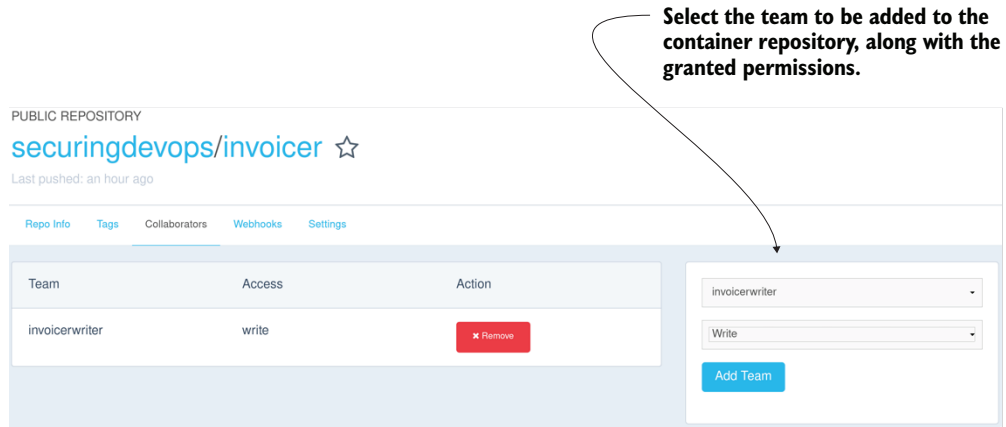 Select the team to be added to the
container repository, along with the
granted permissions.
PUBLIC REPOSITORY
securingdevops/invoicer ☆
Last pushed: an hour ago
Repo Info Tags Collaborators Webhooks Settings
Team Access Action
invoicerwriter write ✖ Remove
invoicerwriter
Write
Add Team